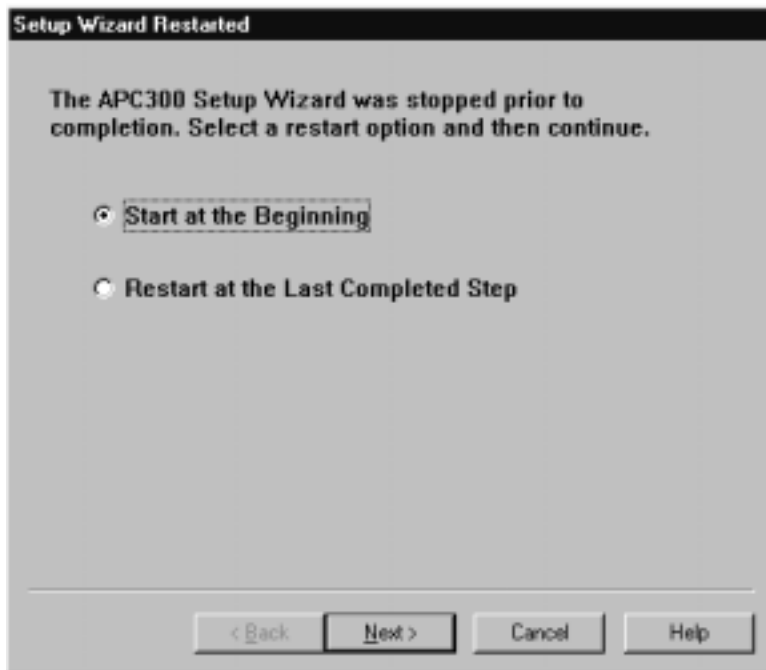 Setup Wizard Restarted
The APC300 Setup Wizard was stopped prior to
completion. Select a restart option and then continue.
Start at the Beginning
Restart at the Last Completed Step
< Back
Next >
Cancel
Help